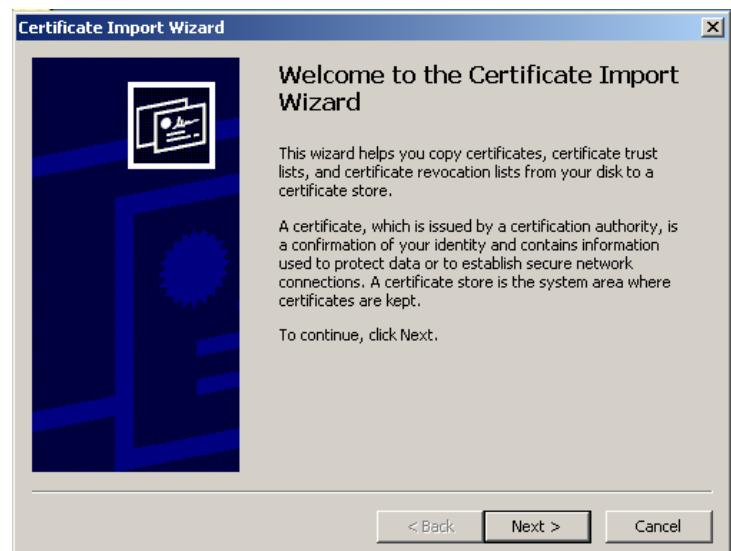 Certificate Import Wizard
Welcome to the Certificate Import
Wizard
This wizard helps you copy certificates, certificate trust
lists, and certificate revocation lists from your disk to a
certificate store.
A certificate, which is issued by a certification authority, is
a confirmation of your identity and contains information
used to protect data or to establish secure network
connections. A certificate store is the system area where
certificates are kept.
To continue, click Next.
< Back
Next >
Cancel